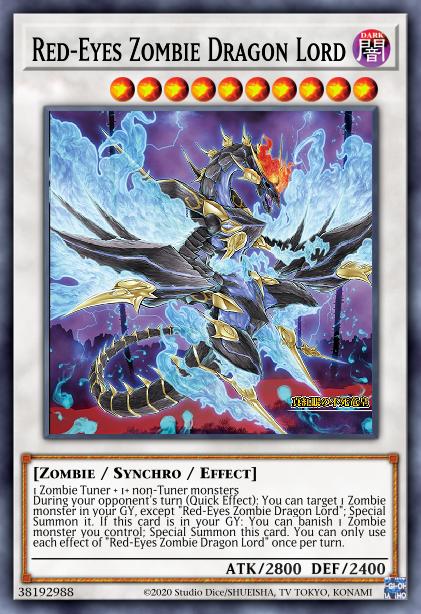 RED-EYES ZOMBIE DRAGON LORD
DARK
闇
[ZOMBIE / SYNCHRO / EFFECT]
1 Zombie Tuner + 1+ non-Tuner monsters
During your opponent's turn (Quick Effect): You can target 1 Zombie
monster in your GY, except "Red-Eyes Zombie Dragon Lord"; Special
Summon it. If this card is in your GY: You can banish 1 Zombie
monster you control; Special Summon this card. You can only use
each effect of "Red-Eyes Zombie Dragon Lord" once per turn.
ATK/2800 DEF/2400
38192988
©2020 Studio Dice/SHUEISHA, TV TOKYO, KONAMI